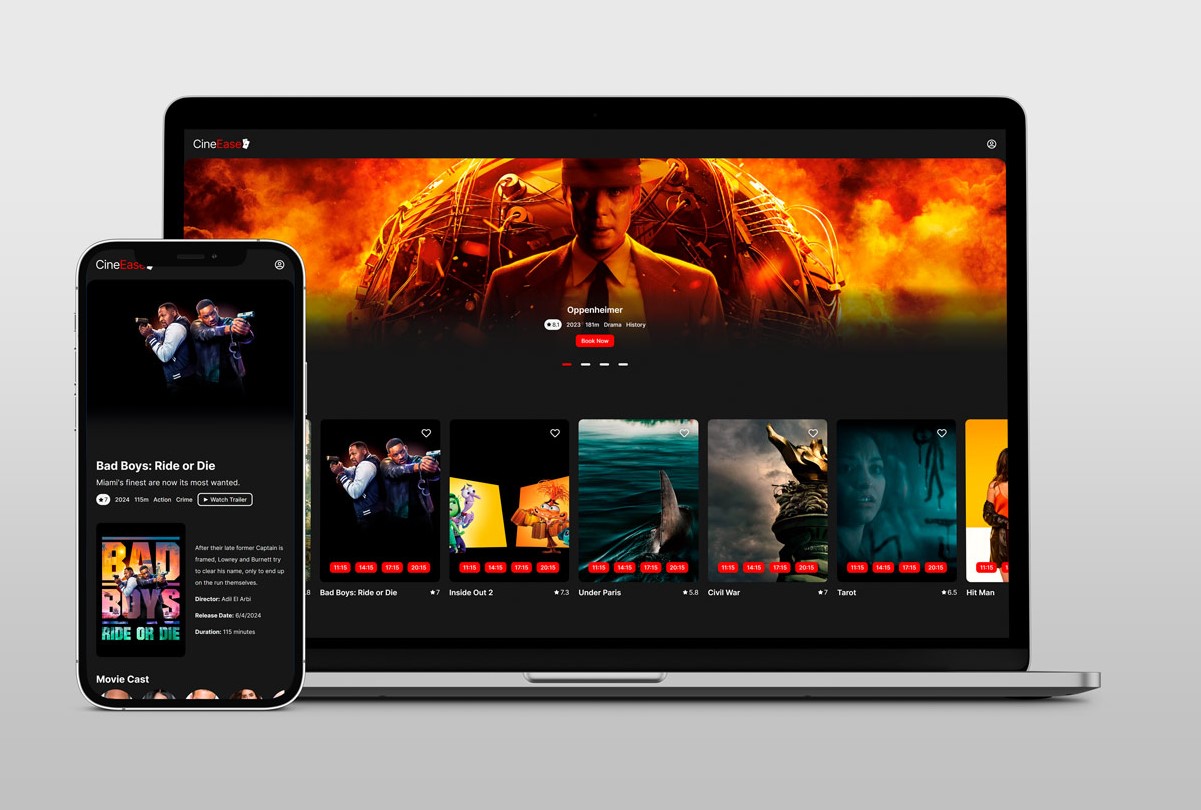 CineEase
Oppenheimer
★ 8.1 2023 181m Drama History
Book Now
11:15 14:15 17:15 20:15
11:15 14:15 17:15 20:15
11:15 14:15 17:15 20:15
11:15 14:15 17:15 20:15
11:15 14:15 17:15 20:15
11:15
.8
Bad Boys: Ride or Die ★7
Inside Out 2 ★7.3
Under Paris ★5.8
Civil War ★7
Tarot ★6.5
Hit Man
CineEase
Bad Boys: Ride or Die
Miami's finest are now its most wanted.
★7 2024 115m Action Crime ▶ Watch Trailer
BAD
BOYS
RIDE OR DIE
After their late former Captain is
framed, Lowrey and Burnett try
to clear his name, only to end up
on the run themselves.
Director: Adil El Arbi
Release Date: 6/4/2024
Duration: 115 minutes
Movie Cast